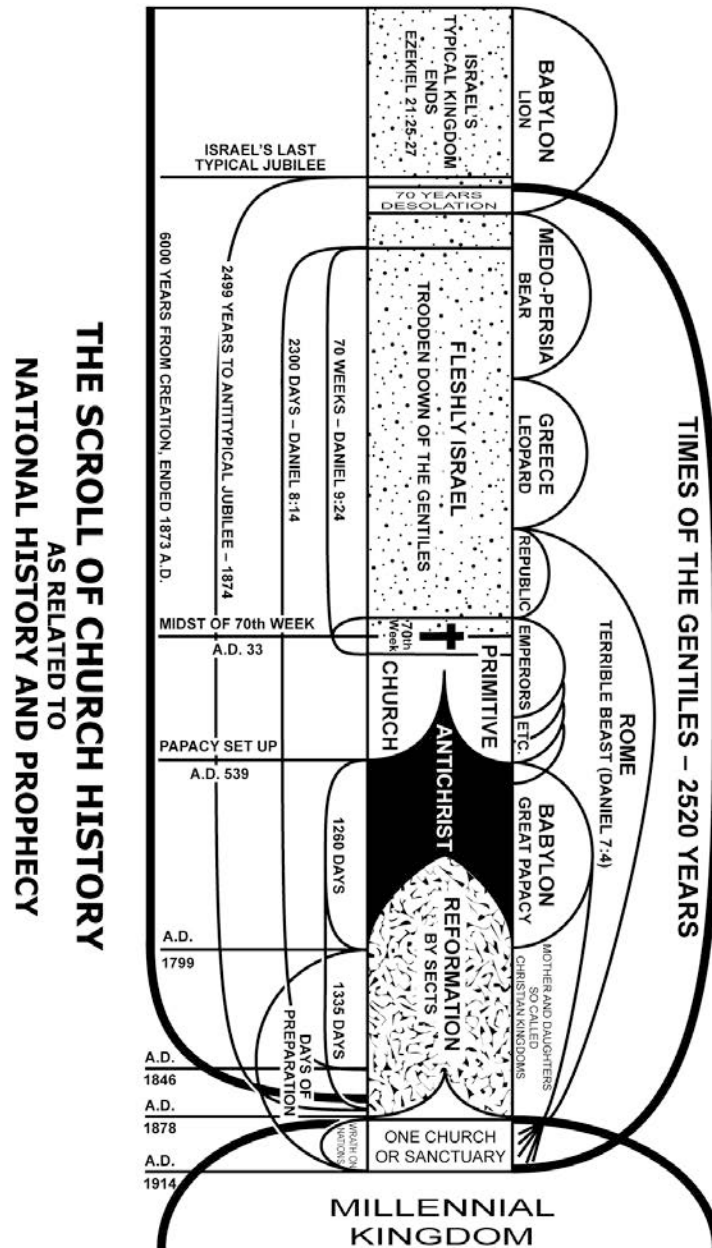 THE SCROLL OF CHURCH HISTORY
AS RELATED TO
NATIONAL HISTORY AND PROPHECY
TIMES OF THE GENTILES – 2520 YEARS
BABYLON
LION
MEDO-PERSIA
BEAR
GREECE
LEOPARD
ROME
TERRIBLE BEAST (DANIEL 7:4)
REPUBLIC
EMPERORS
ETC.
BABYLON
GREAT PAPACY
MOTHER AND DAUGHTERS
SO CALLED
CHRISTIAN KINGDOMS
ISRAEL'S
TYPICAL KINGDOM
ENDS
EZEKIEL 21:25-27
70 YEARS
DESOLATION
FLESHLY ISRAEL
TRODDEN DOWN OF THE GENTILES
70th
Week
PRIMITIVE
CHURCH
ANTICHRIST
REFORMATION
BY SECTS
ONE CHURCH
OR SANCTUARY
ISRAEL'S LAST
TYPICAL JUBILEE
70 WEEKS – DANIEL 9:24
2300 DAYS – DANIEL 8:14
2499 YEARS TO ANTITYPICAL JUBILEE – 1874
6000 YEARS FROM CREATION, ENDED 1873 A.D.
MIDST OF 70th WEEK
A.D. 33
PAPACY SET UP
A.D. 539
1260 DAYS
1335 DAYS
DAYS OF
PREPARATION
WRATH ON
NATIONS
A.D.
1799
A.D.
1846
A.D.
1878
A.D.
1914
MILLENNIAL
KINGDOM